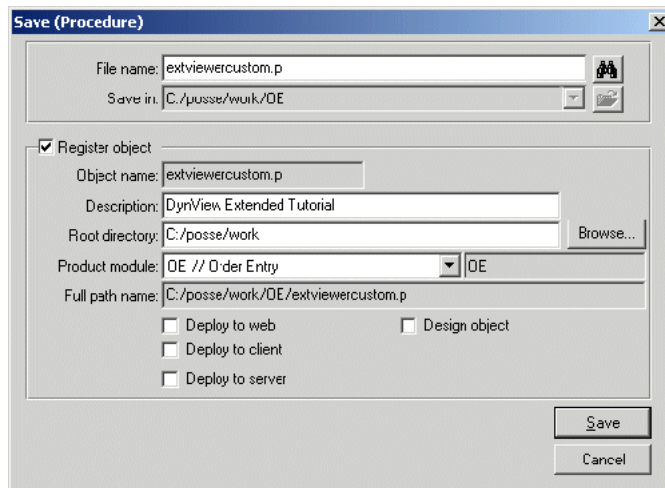 Save (Procedure)
File name: extviewercustom.p
Save in: C:/posse/work/OE
Register object
Object name: extviewercustom.p
Description: DynView Extended Tutorial
Root directory: C:/posse/work Browse...
Product module: OE // Order Entry OE
Full path name: C:/posse/work/OE/extviewercustom.p
Deploy to web Design object
Deploy to client
Deploy to server
Save
Cancel